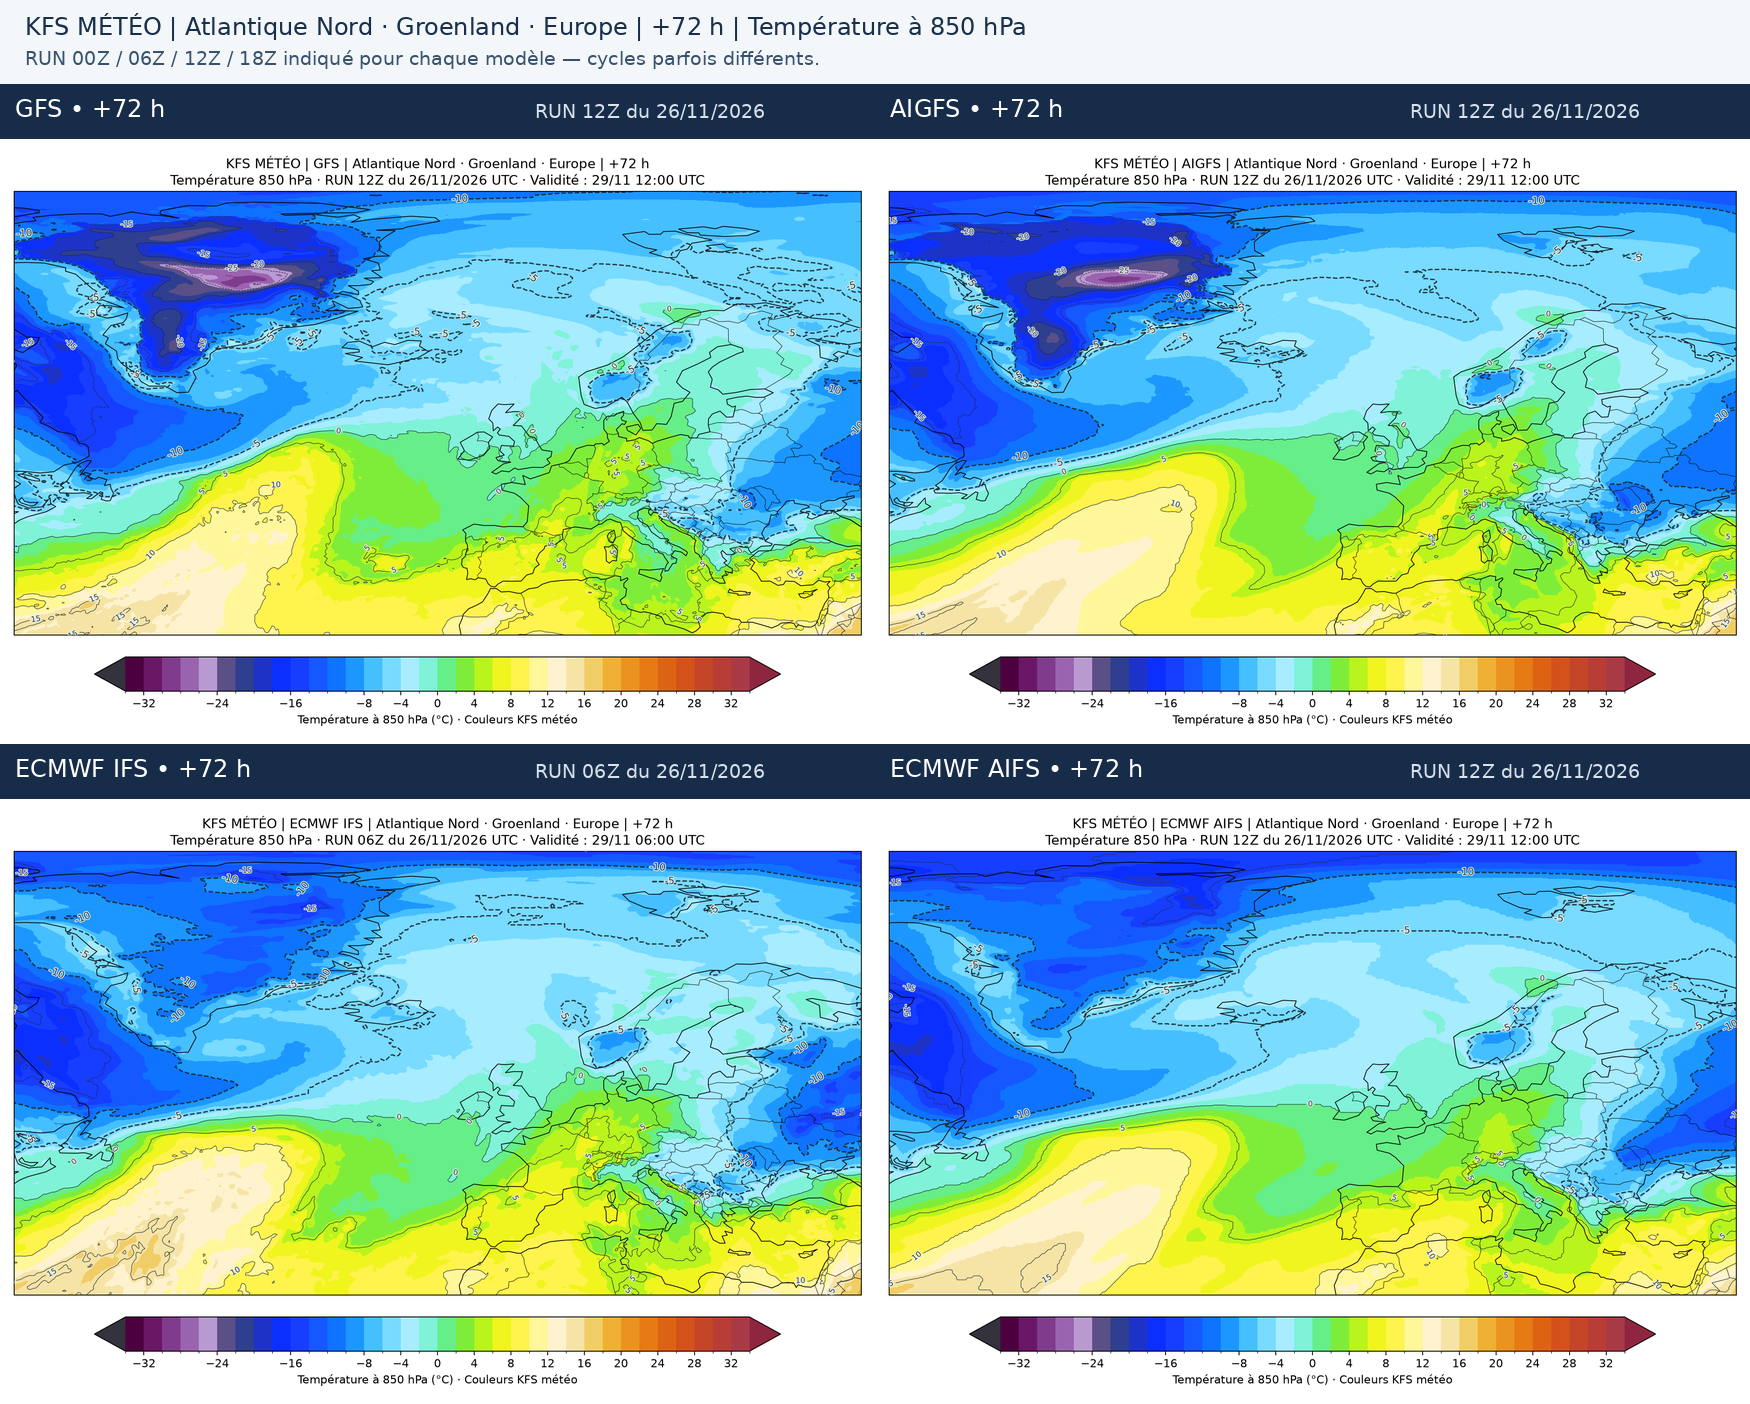 KFS MÉTÉO | Atlantique Nord · Groenland · Europe | +72 h | Température à 850 hPa
RUN 00Z / 06Z / 12Z / 18Z indiqué pour chaque modèle — cycles parfois différents.
GFS • +72 h
RUN 12Z du 26/11/2026
KFS MÉTÉO | GFS | Atlantique Nord · Groenland · Europe | +72 h
Température 850 hPa · RUN 12Z du 26/11/2026 UTC · Validité : 29/11 12:00 UTC
−32 −24 −16 −8 −4 0 4 8 12 16 20 24 28 32
Température à 850 hPa (°C) · Couleurs KFS météo
AIGFS • +72 h
RUN 12Z du 26/11/2026
KFS MÉTÉO | AIGFS | Atlantique Nord · Groenland · Europe | +72 h
Température 850 hPa · RUN 12Z du 26/11/2026 UTC · Validité : 29/11 12:00 UTC
−32 −24 −16 −8 −4 0 4 8 12 16 20 24 28 32
Température à 850 hPa (°C) · Couleurs KFS météo
ECMWF IFS • +72 h
RUN 06Z du 26/11/2026
KFS MÉTÉO | ECMWF IFS | Atlantique Nord · Groenland · Europe | +72 h
Température 850 hPa · RUN 06Z du 26/11/2026 UTC · Validité : 29/11 06:00 UTC
−32 −24 −16 −8 −4 0 4 8 12 16 20 24 28 32
Température à 850 hPa (°C) · Couleurs KFS météo
ECMWF AIFS • +72 h
RUN 12Z du 26/11/2026
KFS MÉTÉO | ECMWF AIFS | Atlantique Nord · Groenland · Europe | +72 h
Température 850 hPa · RUN 12Z du 26/11/2026 UTC · Validité : 29/11 12:00 UTC
−32 −24 −16 −8 −4 0 4 8 12 16 20 24 28 32
Température à 850 hPa (°C) · Couleurs KFS météo